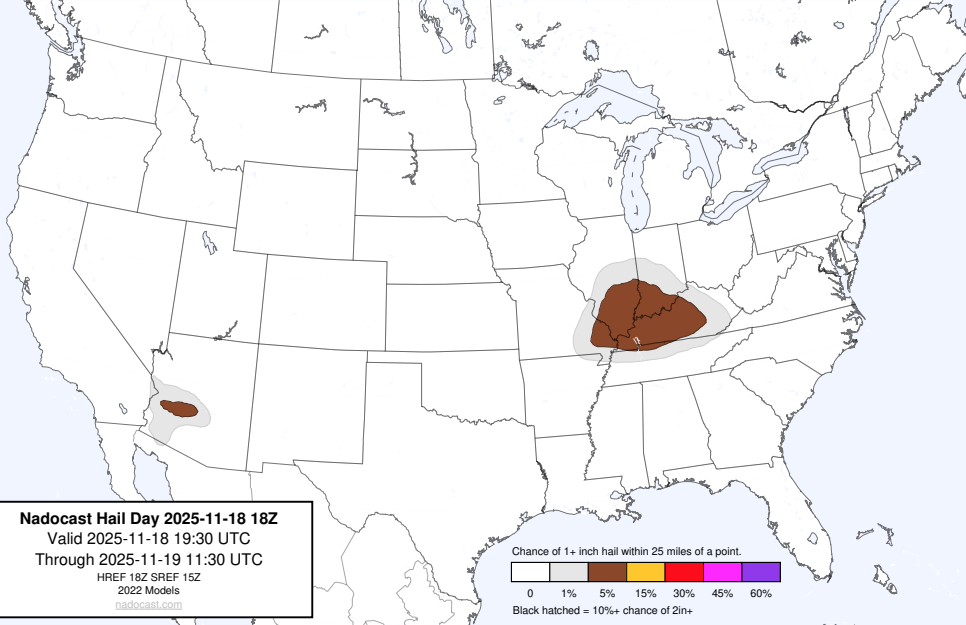 Nadocast Hail Day 2025-11-18 18Z
Valid 2025-11-18 19:30 UTC
Through 2025-11-19 11:30 UTC
HREF 18Z SREF 15Z
2022 Models
nadocast.com
Chance of 1+ inch hail within 25 miles of a point.
0 1% 5% 15% 30% 45% 60%
Black hatched = 10%+ chance of 2in+